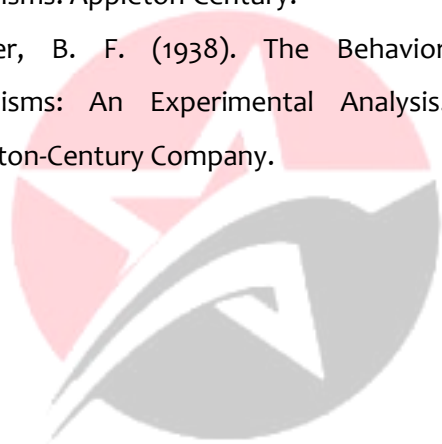 isms. Appleton-Century.
er, B. F. (1938). The Behavior
isms: An Experimental Analysis.
ton-Century Company.